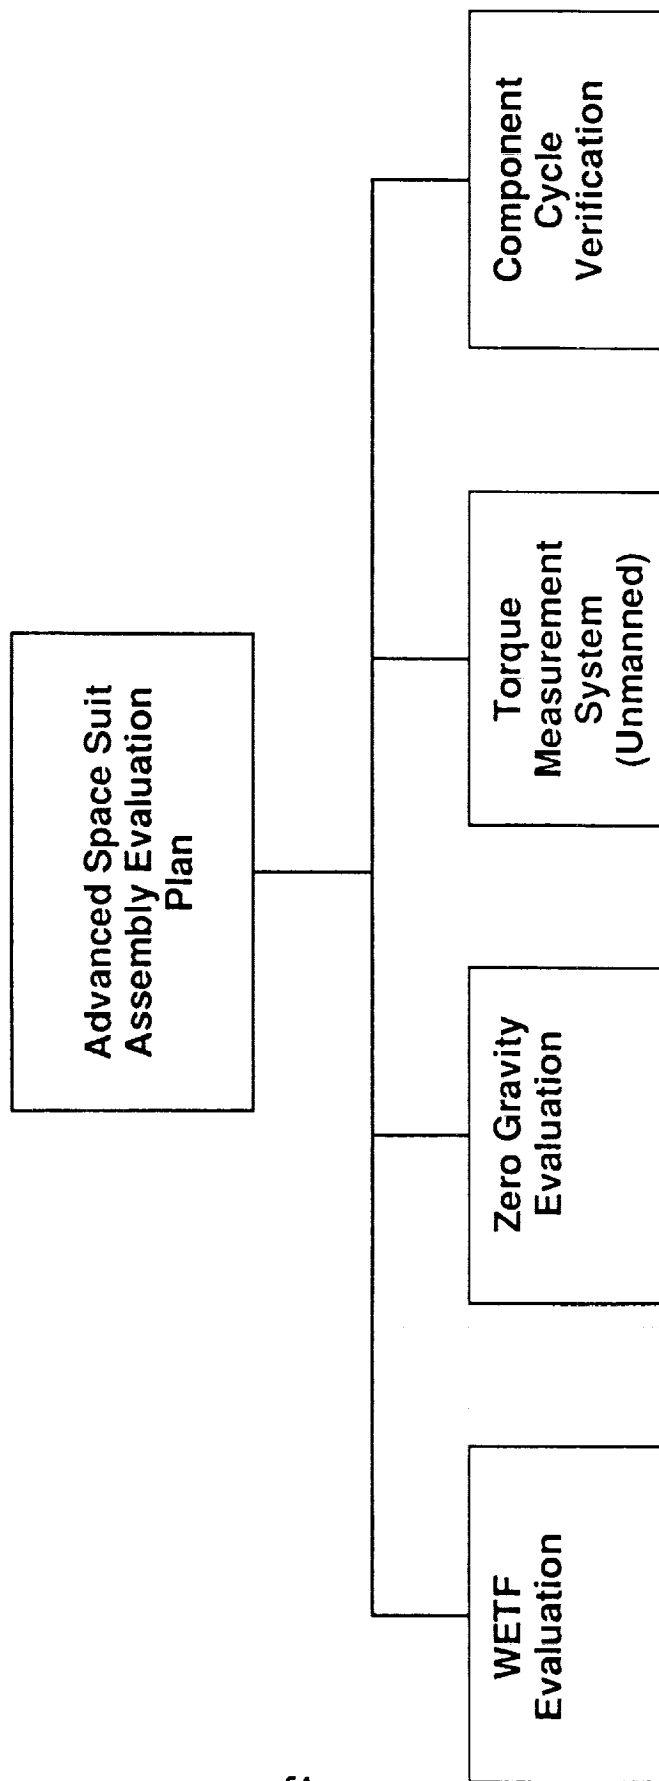 Advanced Space Suit
Assembly Evaluation
Plan
WETF
Evaluation
Zero Gravity
Evaluation
Torque
Measurement
System
(Unmanned)
Component
Cycle
Verification